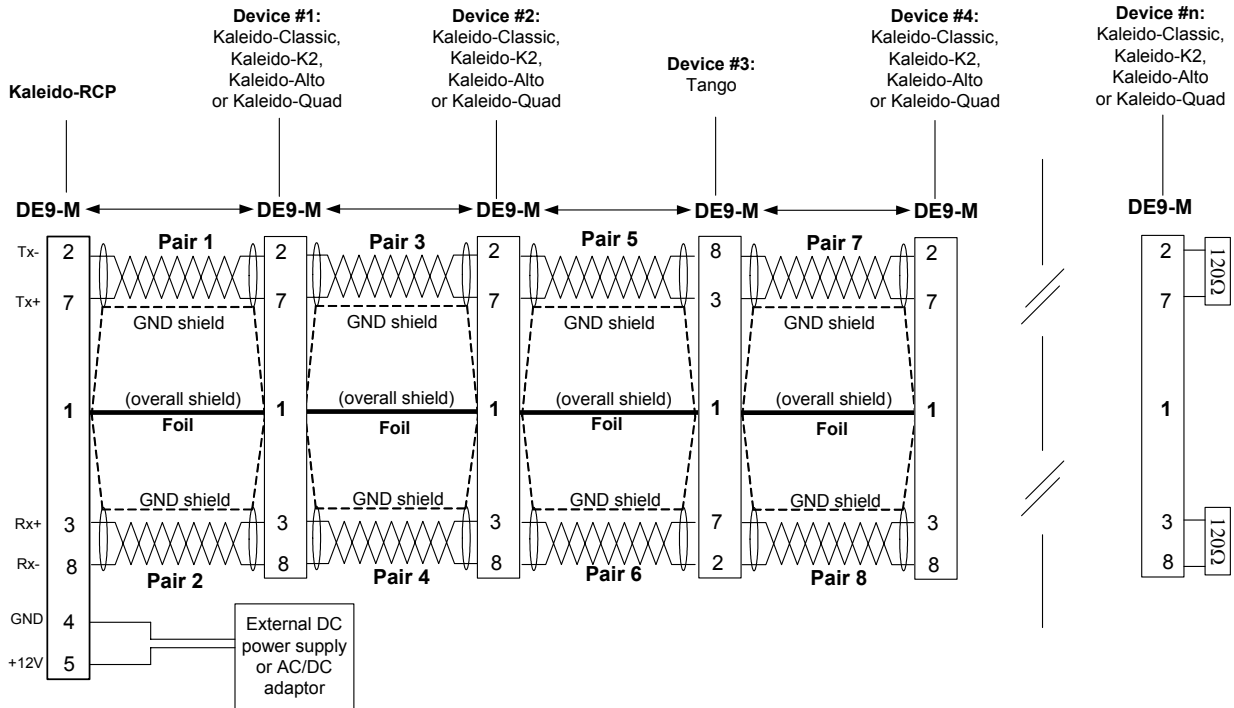 Kaleido-RCP
Device #1:
Kaleido-Classic,
Kaleido-K2,
Kaleido-Alto
or Kaleido-Quad
Device #2:
Kaleido-Classic,
Kaleido-K2,
Kaleido-Alto
or Kaleido-Quad
Device #3:
Tango
Device #4:
Kaleido-Classic,
Kaleido-K2,
Kaleido-Alto
or Kaleido-Quad
Device #n:
Kaleido-Classic,
Kaleido-K2,
Kaleido-Alto
or Kaleido-Quad
DE9-M DE9-M DE9-M DE9-M DE9-M DE9-M
Pair 1 Pair 3 Pair 5 Pair 7
Tx- 2 2 2 8 2 2
120Ω
Tx+ 7 7 7 3 7 7
GND shield GND shield GND shield GND shield
(overall shield) (overall shield) (overall shield) (overall shield)
1 1 1 1 1 1
Foil Foil Foil Foil
GND shield GND shield GND shield GND shield
Rx+ 3 3 3 7 3 3
120Ω
Rx- 8 8 8 2 8 8
Pair 2 Pair 4 Pair 6 Pair 8
GND 4
+12V 5
External DC
power supply
or AC/DC
adaptor